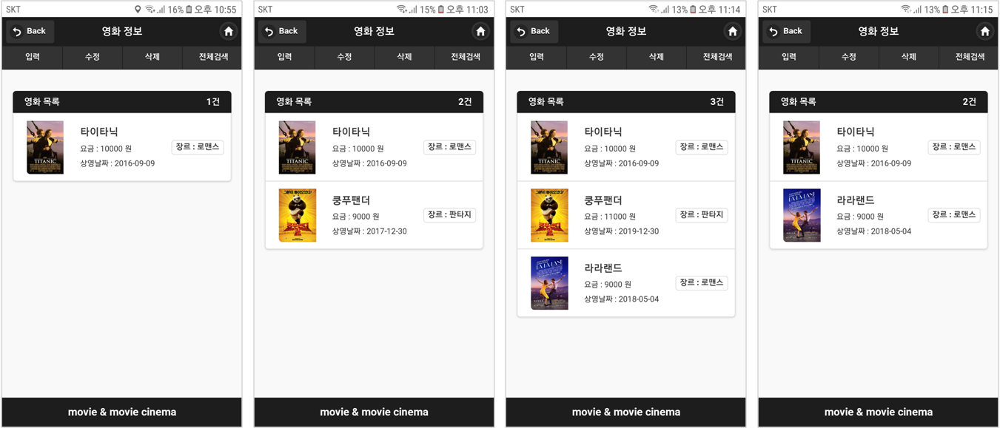 SKT 16% 오후 10:55
Back 영화 정보
입력 수정 삭제 전체검색
영화 목록 1건
타이타닉
요금 : 10000 원
장르 : 로맨스
상영날짜 : 2016-09-09
TITANIC
movie & movie cinema
SKT 15% 오후 11:03
Back 영화 정보
입력 수정 삭제 전체검색
영화 목록 2건
타이타닉
요금 : 10000 원
장르 : 로맨스
상영날짜 : 2016-09-09
TITANIC
쿵푸팬더
요금 : 9000 원
장르 : 판타지
상영날짜 : 2017-12-30
movie & movie cinema
SKT 13% 오후 11:14
Back 영화 정보
입력 수정 삭제 전체검색
영화 목록 3건
타이타닉
요금 : 10000 원
장르 : 로맨스
상영날짜 : 2016-09-09
TITANIC
쿵푸팬더
요금 : 11000 원
장르 : 판타지
상영날짜 : 2019-12-30
라라랜드
요금 : 9000 원
장르 : 로맨스
상영날짜 : 2018-05-04
LA LA LAND
movie & movie cinema
SKT 13% 오후 11:15
Back 영화 정보
입력 수정 삭제 전체검색
영화 목록 2건
타이타닉
요금 : 10000 원
장르 : 로맨스
상영날짜 : 2016-09-09
TITANIC
라라랜드
요금 : 9000 원
장르 : 로맨스
상영날짜 : 2018-05-04
LA LA LAND
movie & movie cinema